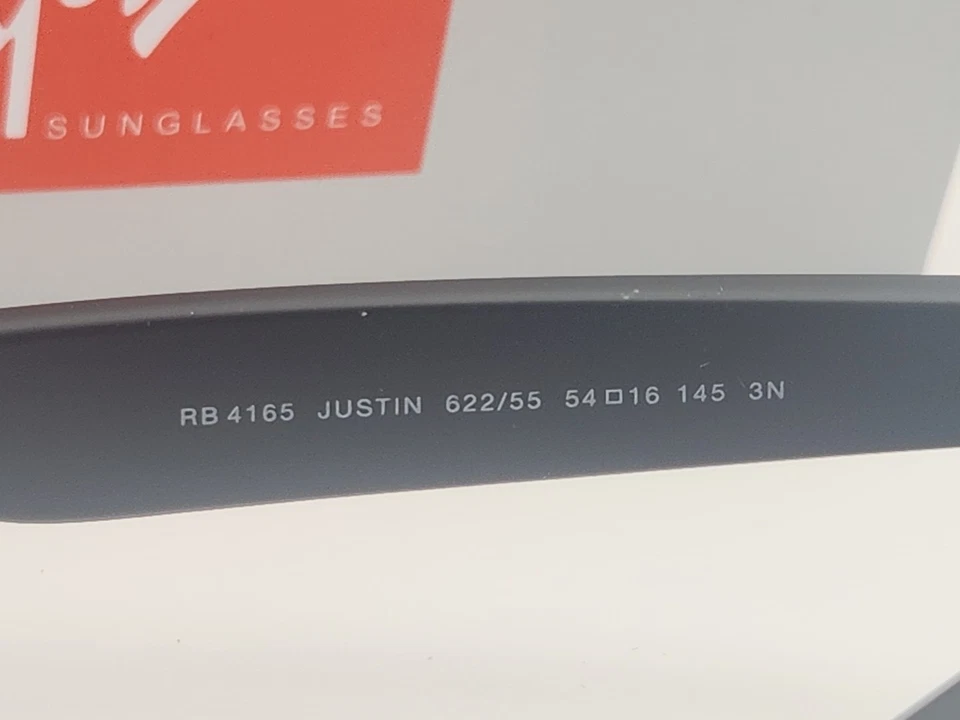 SUNGLASSES
RB 4165 JUSTIN 622/55 54□16 145 3N